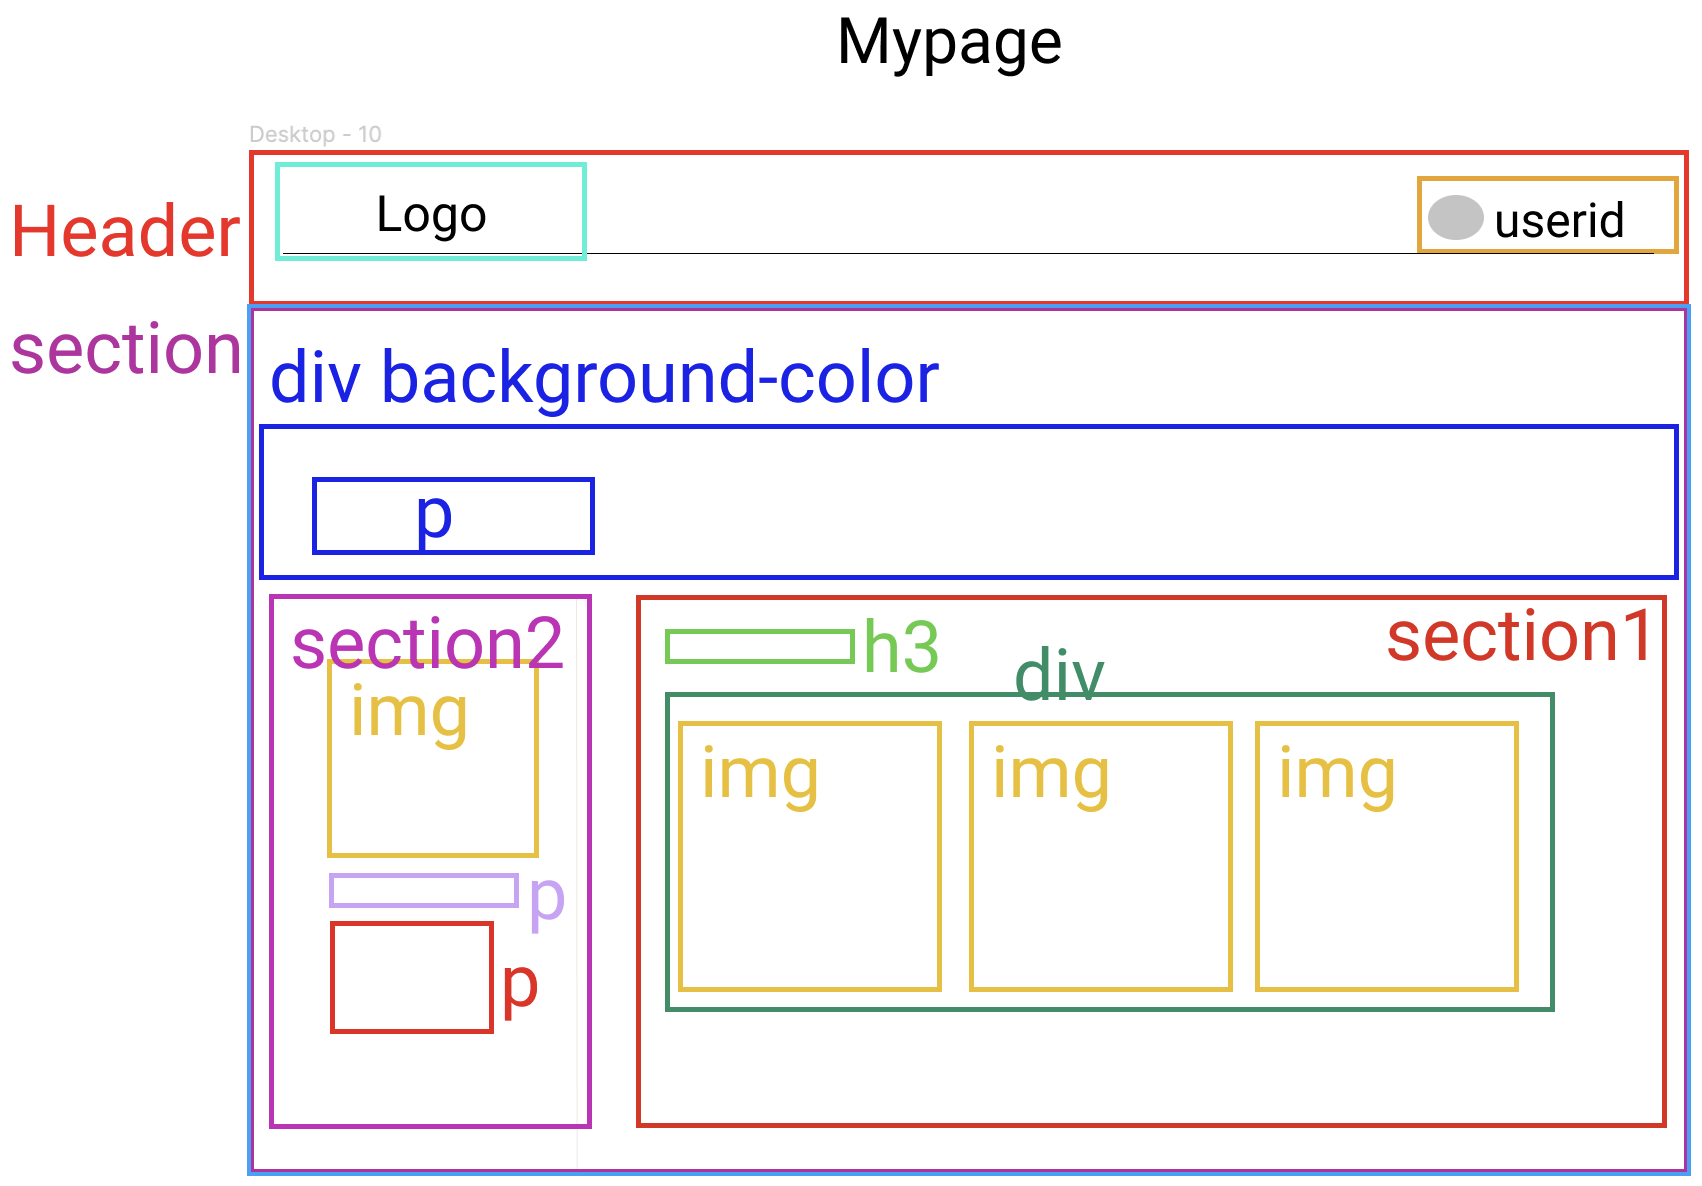 Mypage
Desktop - 10
Header
Logo
userid
section
div background-color
p
section2
img
p
p
section1
h3
div
img
img
img